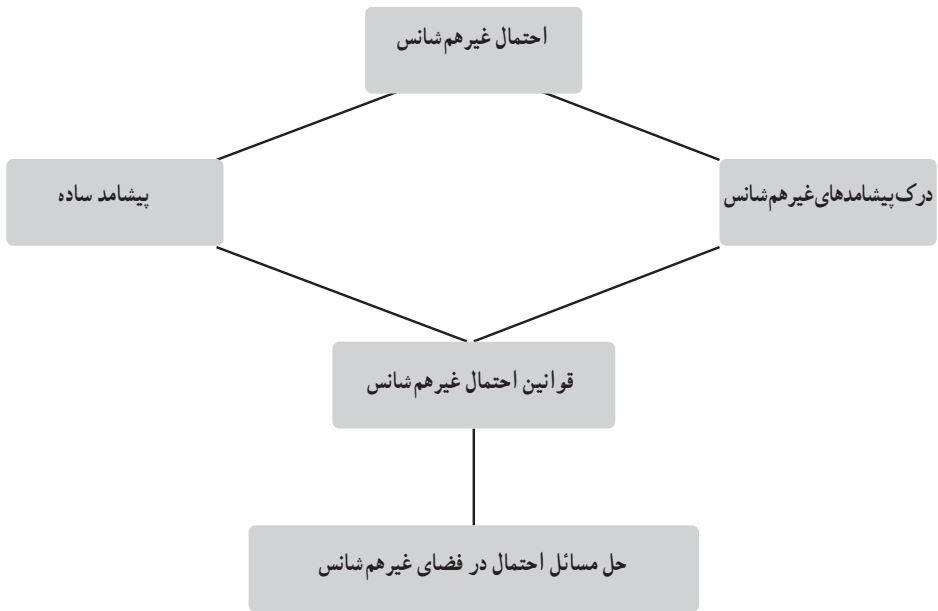 احتمال غیرهم‌شانس
درک پیشامدهای غیرهم‌شانس
پیشامد ساده
قوانین احتمال غیرهم‌شانس
حل مسائل احتمال در فضای غیرهم‌شانس